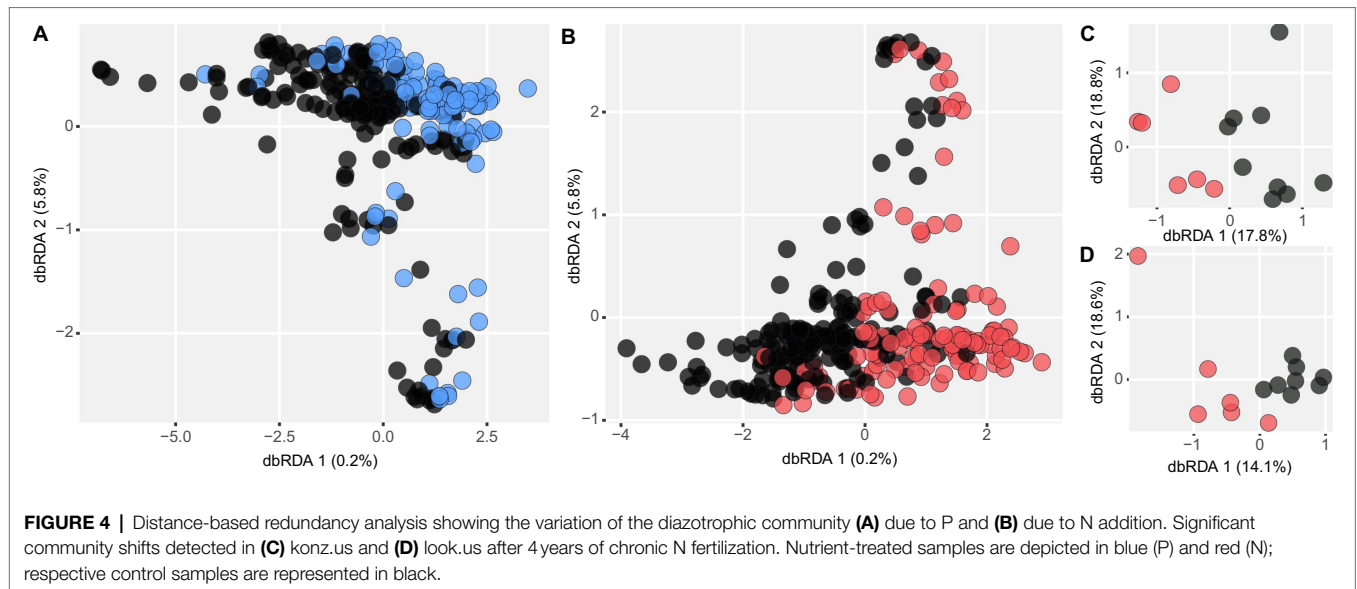 A
0
−1
−2
dbRDA 2 (5.8%)
−5.0
−2.5
0.0
2.5
dbRDA 1 (0.2%)
B
2
1
0
−1
dbRDA 2 (5.8%)
−4
−2
0
2
dbRDA 1 (0.2%)
C
1
0
dbRDA 2 (18.8%)
−1
0
1
dbRDA 1 (17.8%)
D
2
1
0
dbRDA 2 (18.6%)
−1
0
1
dbRDA 1 (14.1%)
FIGURE 4 | Distance-based redundancy analysis showing the variation of the diazotrophic community (A) due to P and (B) due to N addition. Significant
community shifts detected in (C) konz.us and (D) look.us after 4 years of chronic N fertilization. Nutrient-treated samples are depicted in blue (P) and red (N);
respective control samples are represented in black.